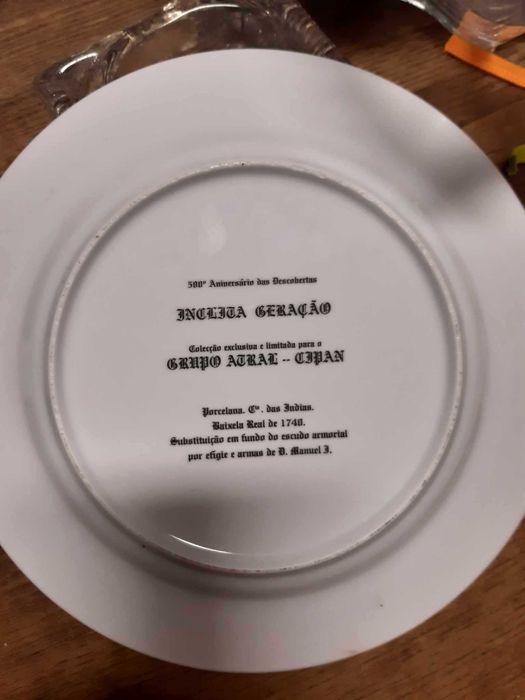 500º Aniversário das Descobertas
INCLITA GERAÇÃO
Colecção exclusiva e limitada para o
GRUPO ATRAL -- CIPAN
Porcelana. Cª. das Indias.
Baixela Real de 1740.
Substituição em fundo do escudo armorial
por efigie e armas de D. Manuel I.